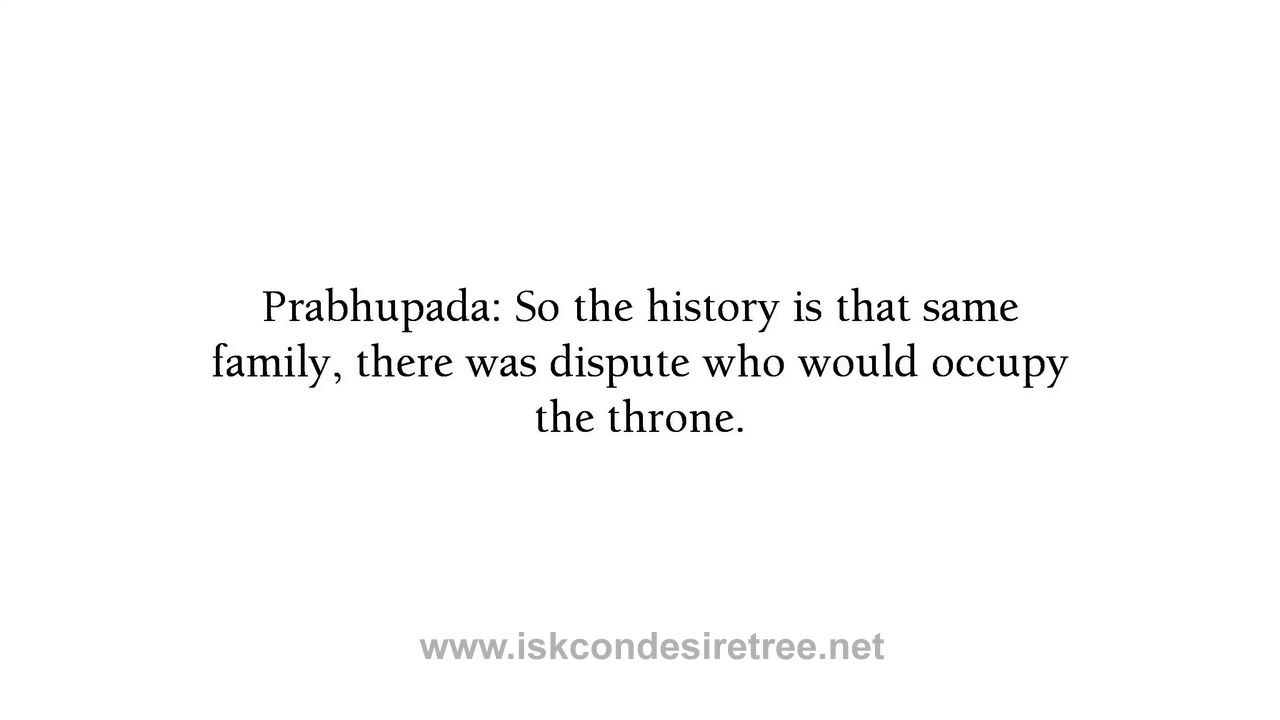 Prabhupada: So the history is that same
family, there was dispute who would occupy
the throne.
www.iskcondesiretree.net